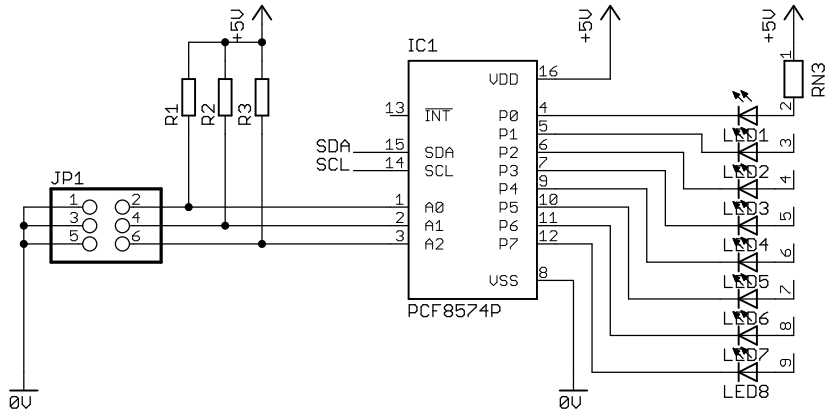 +5V
+5V
+5V
IC1
R1
R2
R3
1
RN3
2
VDD
16
13
INT
P0
4
P1
5
LED1
3
SDA
15
SDA
P2
6
SCL
14
SCL
P3
7
LED2
4
JP1
P4
9
1
2
1
A0
P5
10
LED3
5
3
4
2
A1
P6
11
5
6
3
A2
P7
12
LED4
6
VSS
8
LED5
7
PCF8574P
LED6
8
LED7
9
LED8
0V
0V